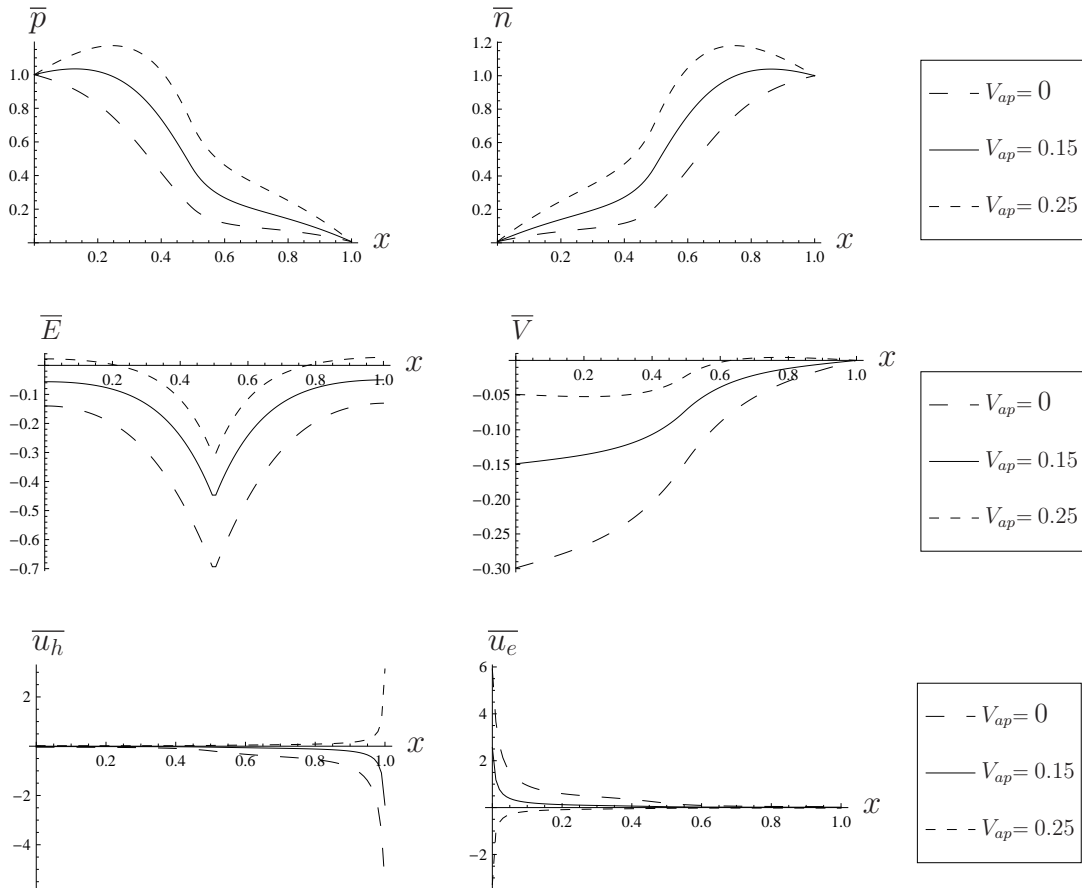 p̅
1.0
0.8
0.6
0.4
0.2
0.2 0.4 0.6 0.8 1.0
x
n̅
1.2
1.0
0.8
0.6
0.4
0.2
0.2 0.4 0.6 0.8 1.0
x
V_ap = 0
V_ap = 0.15
V_ap = 0.25
E̅
0.2 0.4 0.6 0.8 1.0
x
−0.1
−0.2
−0.3
−0.4
−0.5
−0.6
−0.7
V̅
0.2 0.4 0.6 0.8 1.0
x
−0.05
−0.10
−0.15
−0.20
−0.25
−0.30
V_ap = 0
V_ap = 0.15
V_ap = 0.25
u_h̅
2
0.2 0.4 0.6 0.8 1.0
x
−2
−4
u_e̅
6
4
2
0.2 0.4 0.6 0.8 1.0
x
−2
V_ap = 0
V_ap = 0.15
V_ap = 0.25